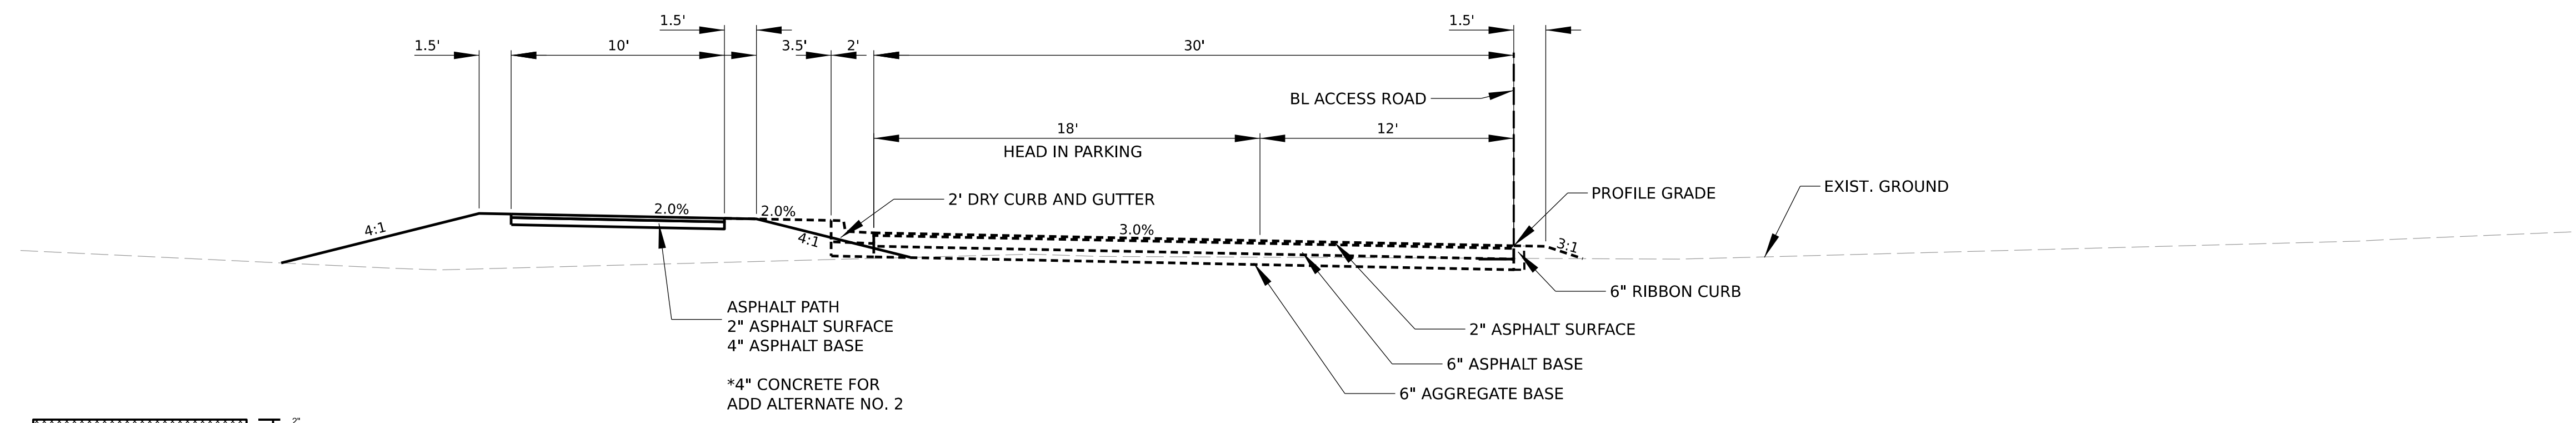 1.5'
1.5'
1.5'
10'
3.5'
2'
30'
BL ACCESS ROAD
18'
12'
HEAD IN PARKING
EXIST. GROUND
PROFILE GRADE
2' DRY CURB AND GUTTER
2.0%
2.0%
4:1
3.0%
4:1
3:1
6" RIBBON CURB
ASPHALT PATH
2" ASPHALT SURFACE
4" ASPHALT BASE
2" ASPHALT SURFACE
6" ASPHALT BASE
*4" CONCRETE FOR
ADD ALTERNATE NO. 2
6" AGGREGATE BASE
2"